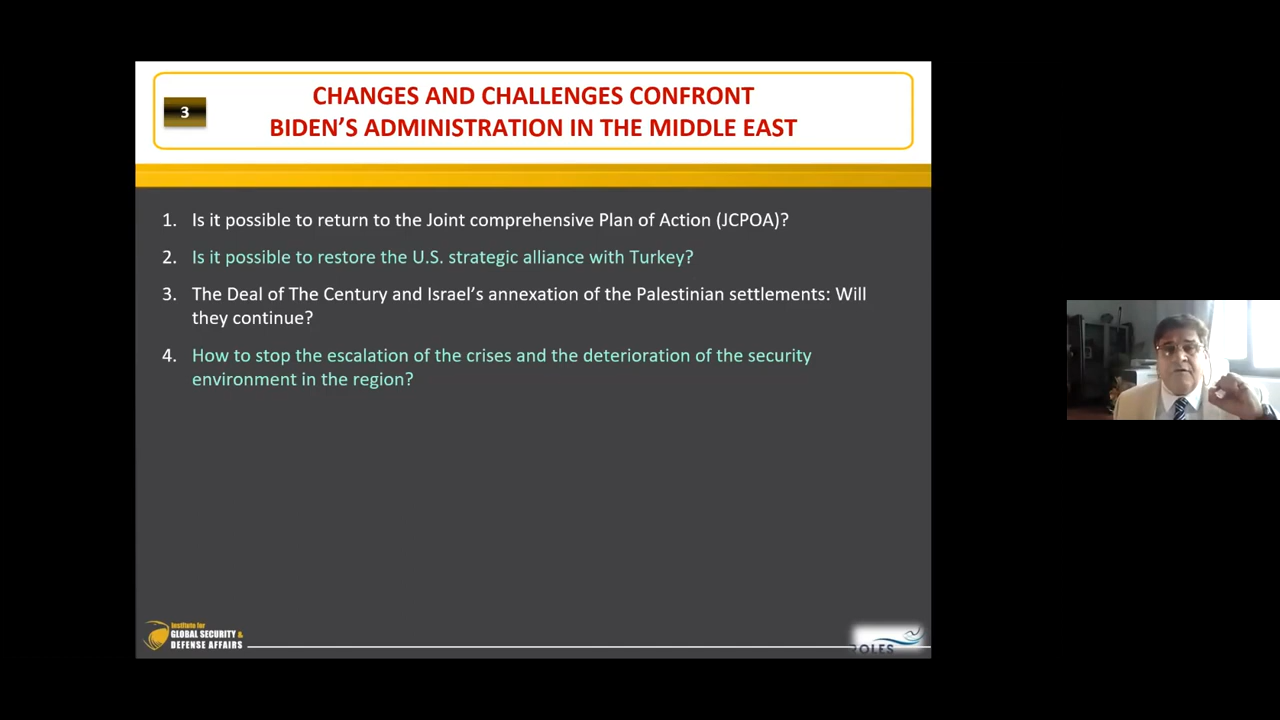 3
CHANGES AND CHALLENGES CONFRONT
BIDEN'S ADMINISTRATION IN THE MIDDLE EAST
1. Is it possible to return to the Joint comprehensive Plan of Action (JCPOA)?
2. Is it possible to restore the U.S. strategic alliance with Turkey?
3. The Deal of The Century and Israel's annexation of the Palestinian settlements: Will
they continue?
4. How to stop the escalation of the crises and the deterioration of the security
environment in the region?
Institute for
GLOBAL SECURITY &
DEFENSE AFFAIRS
ROLES